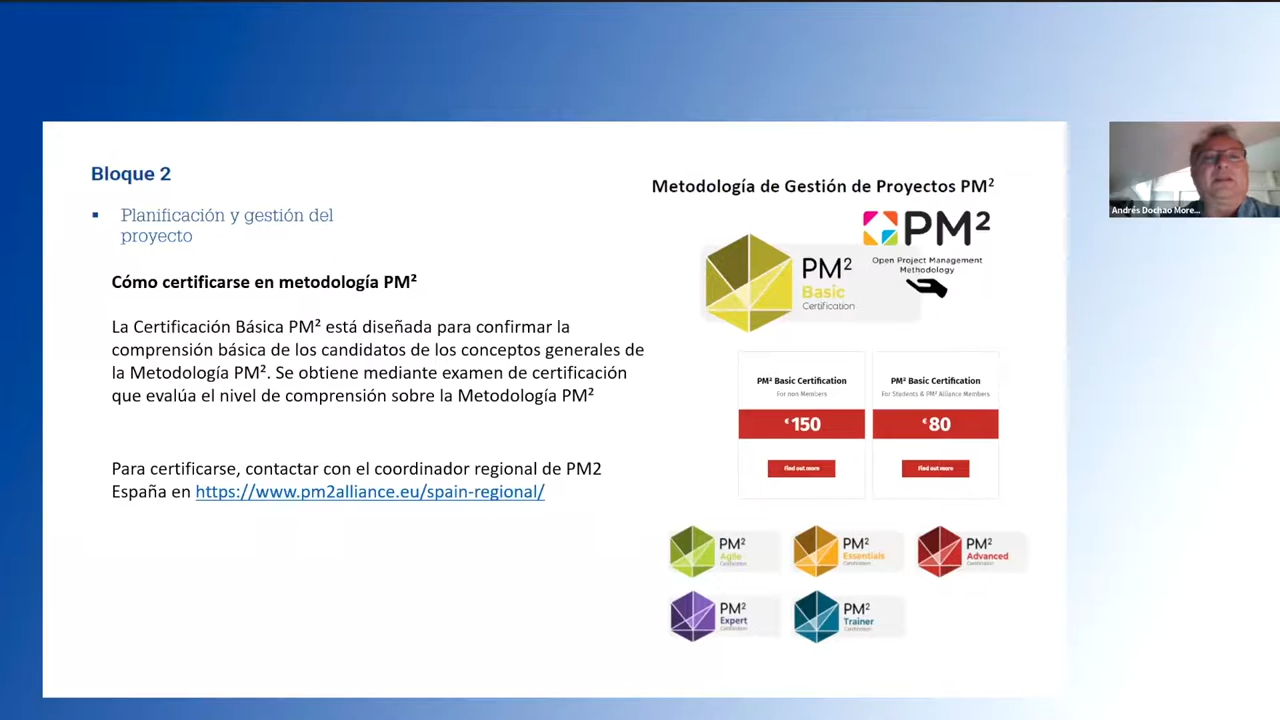 Bloque 2
▪ Planificación y gestión del
proyecto
Cómo certificarse en metodología PM²
La Certificación Básica PM² está diseñada para confirmar la
comprensión básica de los candidatos de los conceptos generales de
la Metodología PM². Se obtiene mediante examen de certificación
que evalúa el nivel de comprensión sobre la Metodología PM²
Para certificarse, contactar con el coordinador regional de PM2
España en https://www.pm2alliance.eu/spain-regional/
Metodología de Gestión de Proyectos PM²
PM²
Open Project Management
Methodology
PM²
Basic
Certification
PM² Basic Certification
For non Members
€150
Find out more
PM² Basic Certification
For Students & PM² Alliance Members
€80
Find out more
PM²
Agile
Certification
PM²
Essentials
Certification
PM²
Advanced
Certification
PM²
Expert
Certification
PM²
Trainer
Certification
Andrés Dochao More...